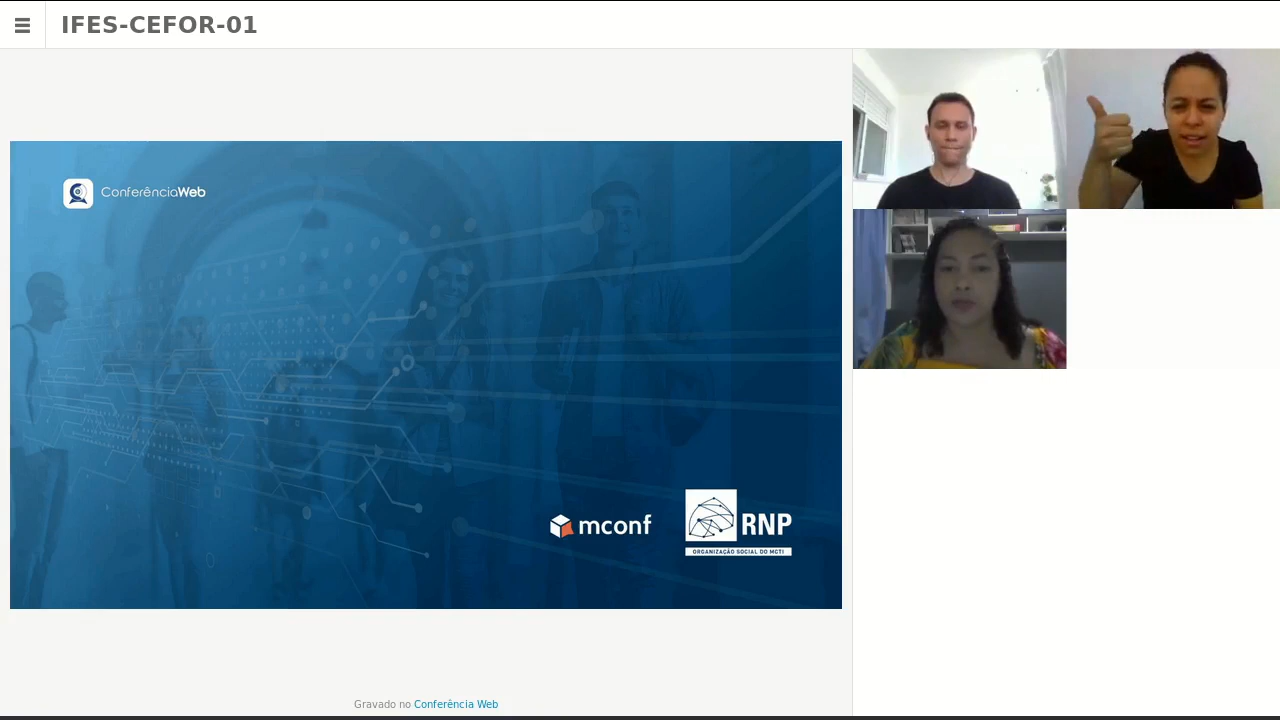 IFES-CEFOR-01
ConferênciaWeb
mconf
RNP
ORGANIZAÇÃO SOCIAL DO MCTI
Gravado no Conferência Web